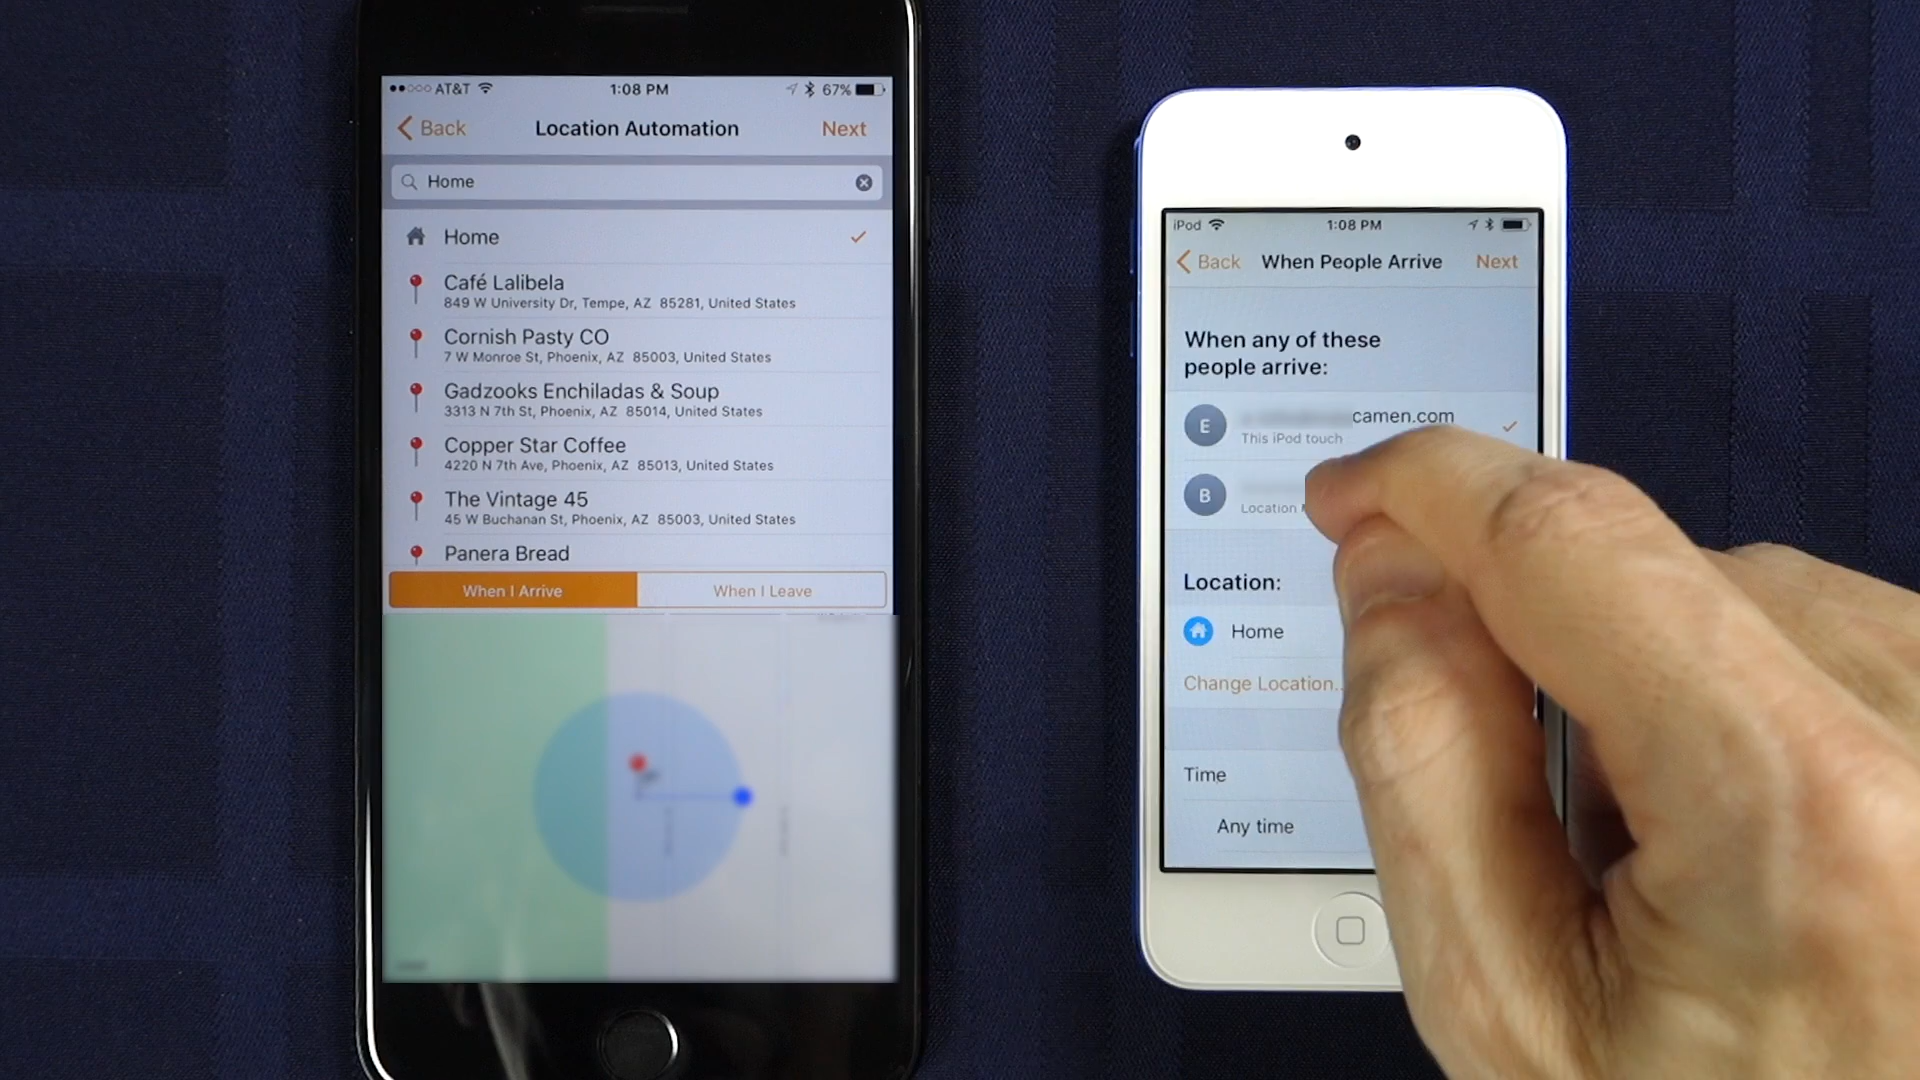 AT&T 1:08 PM 67%
Back Location Automation Next
Home
Home
Café Lalibela
849 W University Dr, Tempe, AZ 85281, United States
Cornish Pasty CO
7 W Monroe St, Phoenix, AZ 85003, United States
Gadzooks Enchiladas & Soup
3313 N 7th St, Phoenix, AZ 85014, United States
Copper Star Coffee
4220 N 7th Ave, Phoenix, AZ 85013, United States
The Vintage 45
45 W Buchanan St, Phoenix, AZ 85003, United States
Panera Bread
When I Arrive When I Leave
iPod 1:08 PM
Back When People Arrive Next
When any of these
people arrive:
E camen.com
This iPod touch
B
Location
Location:
Home
Change Location..
Time
Any time